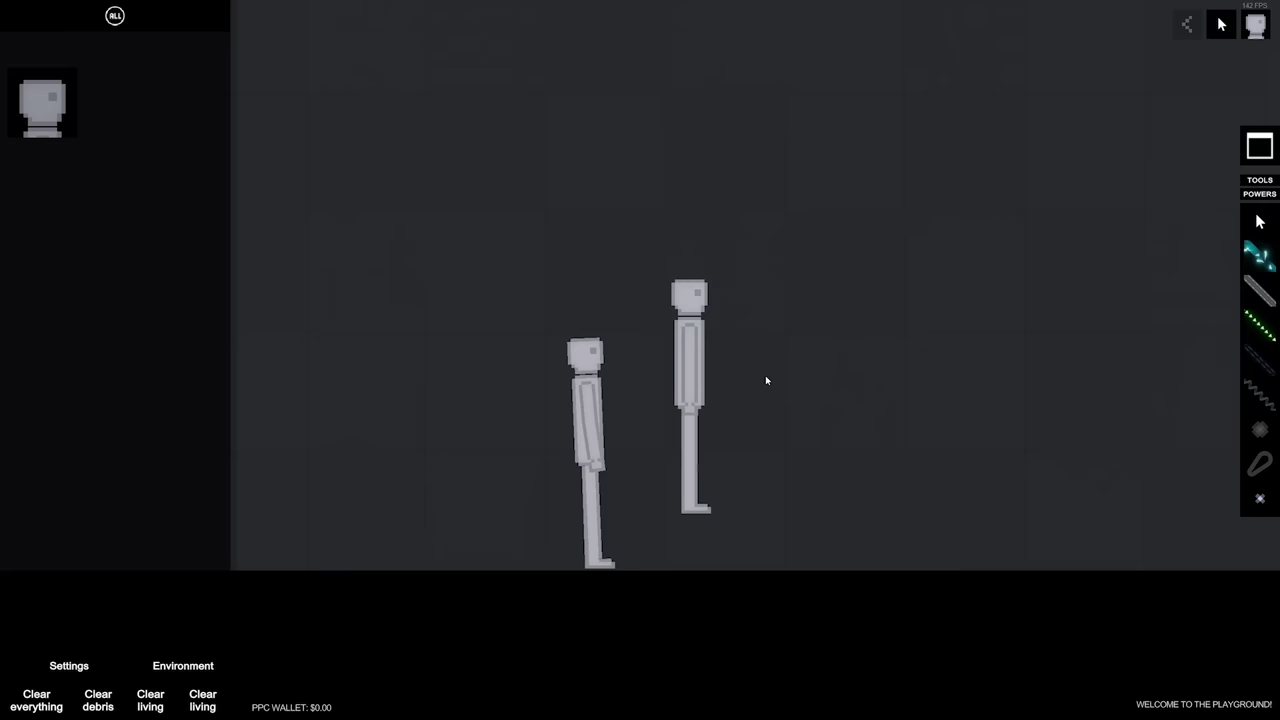 ALL
142 FPS
TOOLS
POWERS
Settings
Environment
Clear
everything
Clear
debris
Clear
living
Clear
living
PPC WALLET: $0.00
WELCOME TO THE PLAYGROUND!